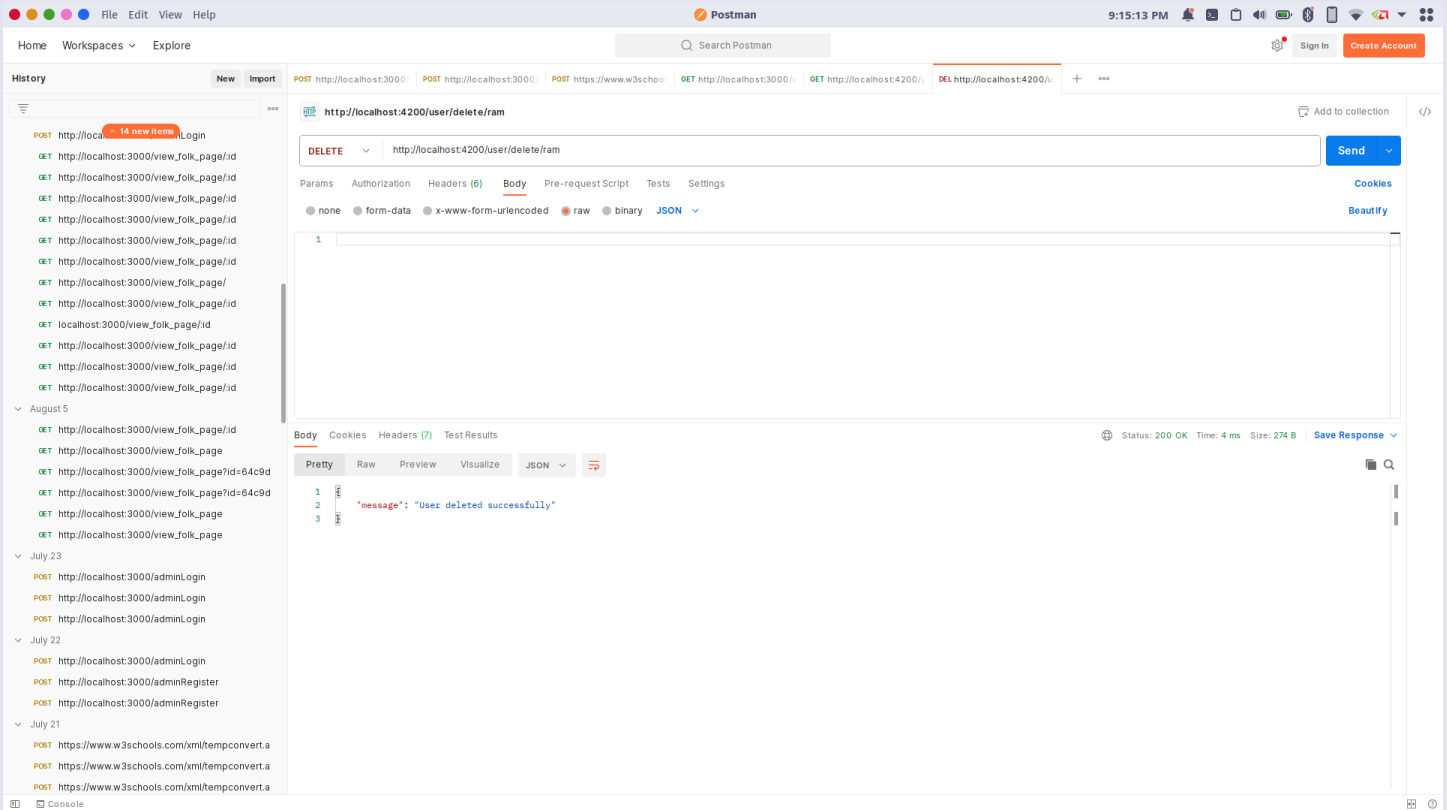 File Edit View Help
Postman
9:15:13 PM
Home Workspaces Explore
Search Postman
Sign In Create Account
History New Import
POST http://localhost:3000/
POST http://localhost:3000/
POST https://www.w3school
GET http://localhost:3000/v
GET http://localhost:4200/
DEL http://localhost:4200/u
14 new items
POST http://loca nLogin
GET http://localhost:3000/view_folk_page/:id
GET http://localhost:3000/view_folk_page/:id
GET http://localhost:3000/view_folk_page/:id
GET http://localhost:3000/view_folk_page/:id
GET http://localhost:3000/view_folk_page/:id
GET http://localhost:3000/view_folk_page/:id
GET http://localhost:3000/view_folk_page/
GET http://localhost:3000/view_folk_page/:id
GET localhost:3000/view_folk_page/:id
GET http://localhost:3000/view_folk_page/:id
GET http://localhost:3000/view_folk_page/:id
GET http://localhost:3000/view_folk_page/:id
August 5
GET http://localhost:3000/view_folk_page/:id
GET http://localhost:3000/view_folk_page
GET http://localhost:3000/view_folk_page?id=64c9d
GET http://localhost:3000/view_folk_page?id=64c9d
GET http://localhost:3000/view_folk_page
GET http://localhost:3000/view_folk_page
July 23
POST http://localhost:3000/adminLogin
POST http://localhost:3000/adminLogin
POST http://localhost:3000/adminLogin
July 22
POST http://localhost:3000/adminLogin
POST http://localhost:3000/adminRegister
POST http://localhost:3000/adminRegister
July 21
POST https://www.w3schools.com/xml/tempconvert.a
POST https://www.w3schools.com/xml/tempconvert.a
POST https://www.w3schools.com/xml/tempconvert.a
HTTP http://localhost:4200/user/delete/ram
Add to collection
</>
DELETE http://localhost:4200/user/delete/ram
Send
Params Authorization Headers (6) Body Pre-request Script Tests Settings
Cookies
none form-data x-www-form-urlencoded raw binary JSON
Beautify
1
Body Cookies Headers (7) Test Results
Status: 200 OK Time: 4 ms Size: 274 B Save Response
Pretty Raw Preview Visualize JSON
1 {
2 "message": "User deleted successfully"
3 }
Console